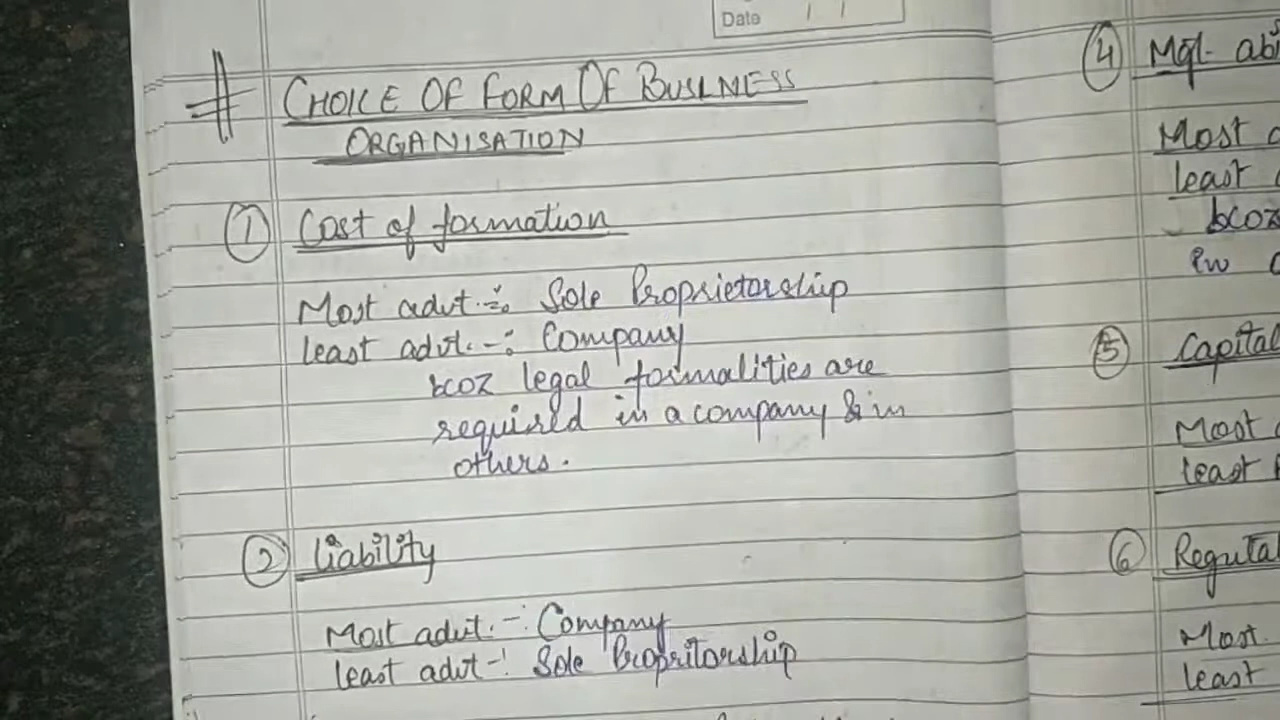 Date / /
# CHOICE OF FORM OF BUSINESS
ORGANISATION
① Cost of formation
Most advt. -: Sole Proprietorship
least advt. -: Company
bcoz legal formalities are
required in a company & in
others.
② Liability
Most advt. -: Company
least advt -: Sole Propritorship
④ Mgt.
Most
least
bcoz
⑤ Capital
Most
least
⑥
Most
least